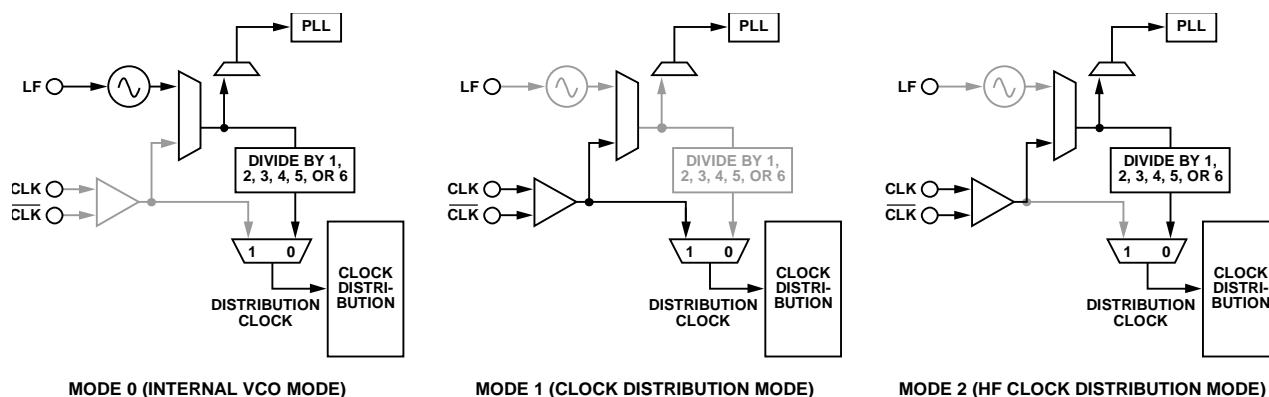 PLL
LF
DIVIDE BY 1,
2, 3, 4, 5, OR 6
CLK
CLK
1 0
CLOCK
DISTRI-
BUTION
DISTRIBUTION
CLOCK
MODE 0 (INTERNAL VCO MODE)
PLL
LF
DIVIDE BY 1,
2, 3, 4, 5, OR 6
CLK
CLK
1 0
CLOCK
DISTRI-
BUTION
DISTRIBUTION
CLOCK
MODE 1 (CLOCK DISTRIBUTION MODE)
PLL
LF
DIVIDE BY 1,
2, 3, 4, 5, OR 6
CLK
CLK
1 0
CLOCK
DISTRI-
BUTION
DISTRIBUTION
CLOCK
MODE 2 (HF CLOCK DISTRIBUTION MODE)